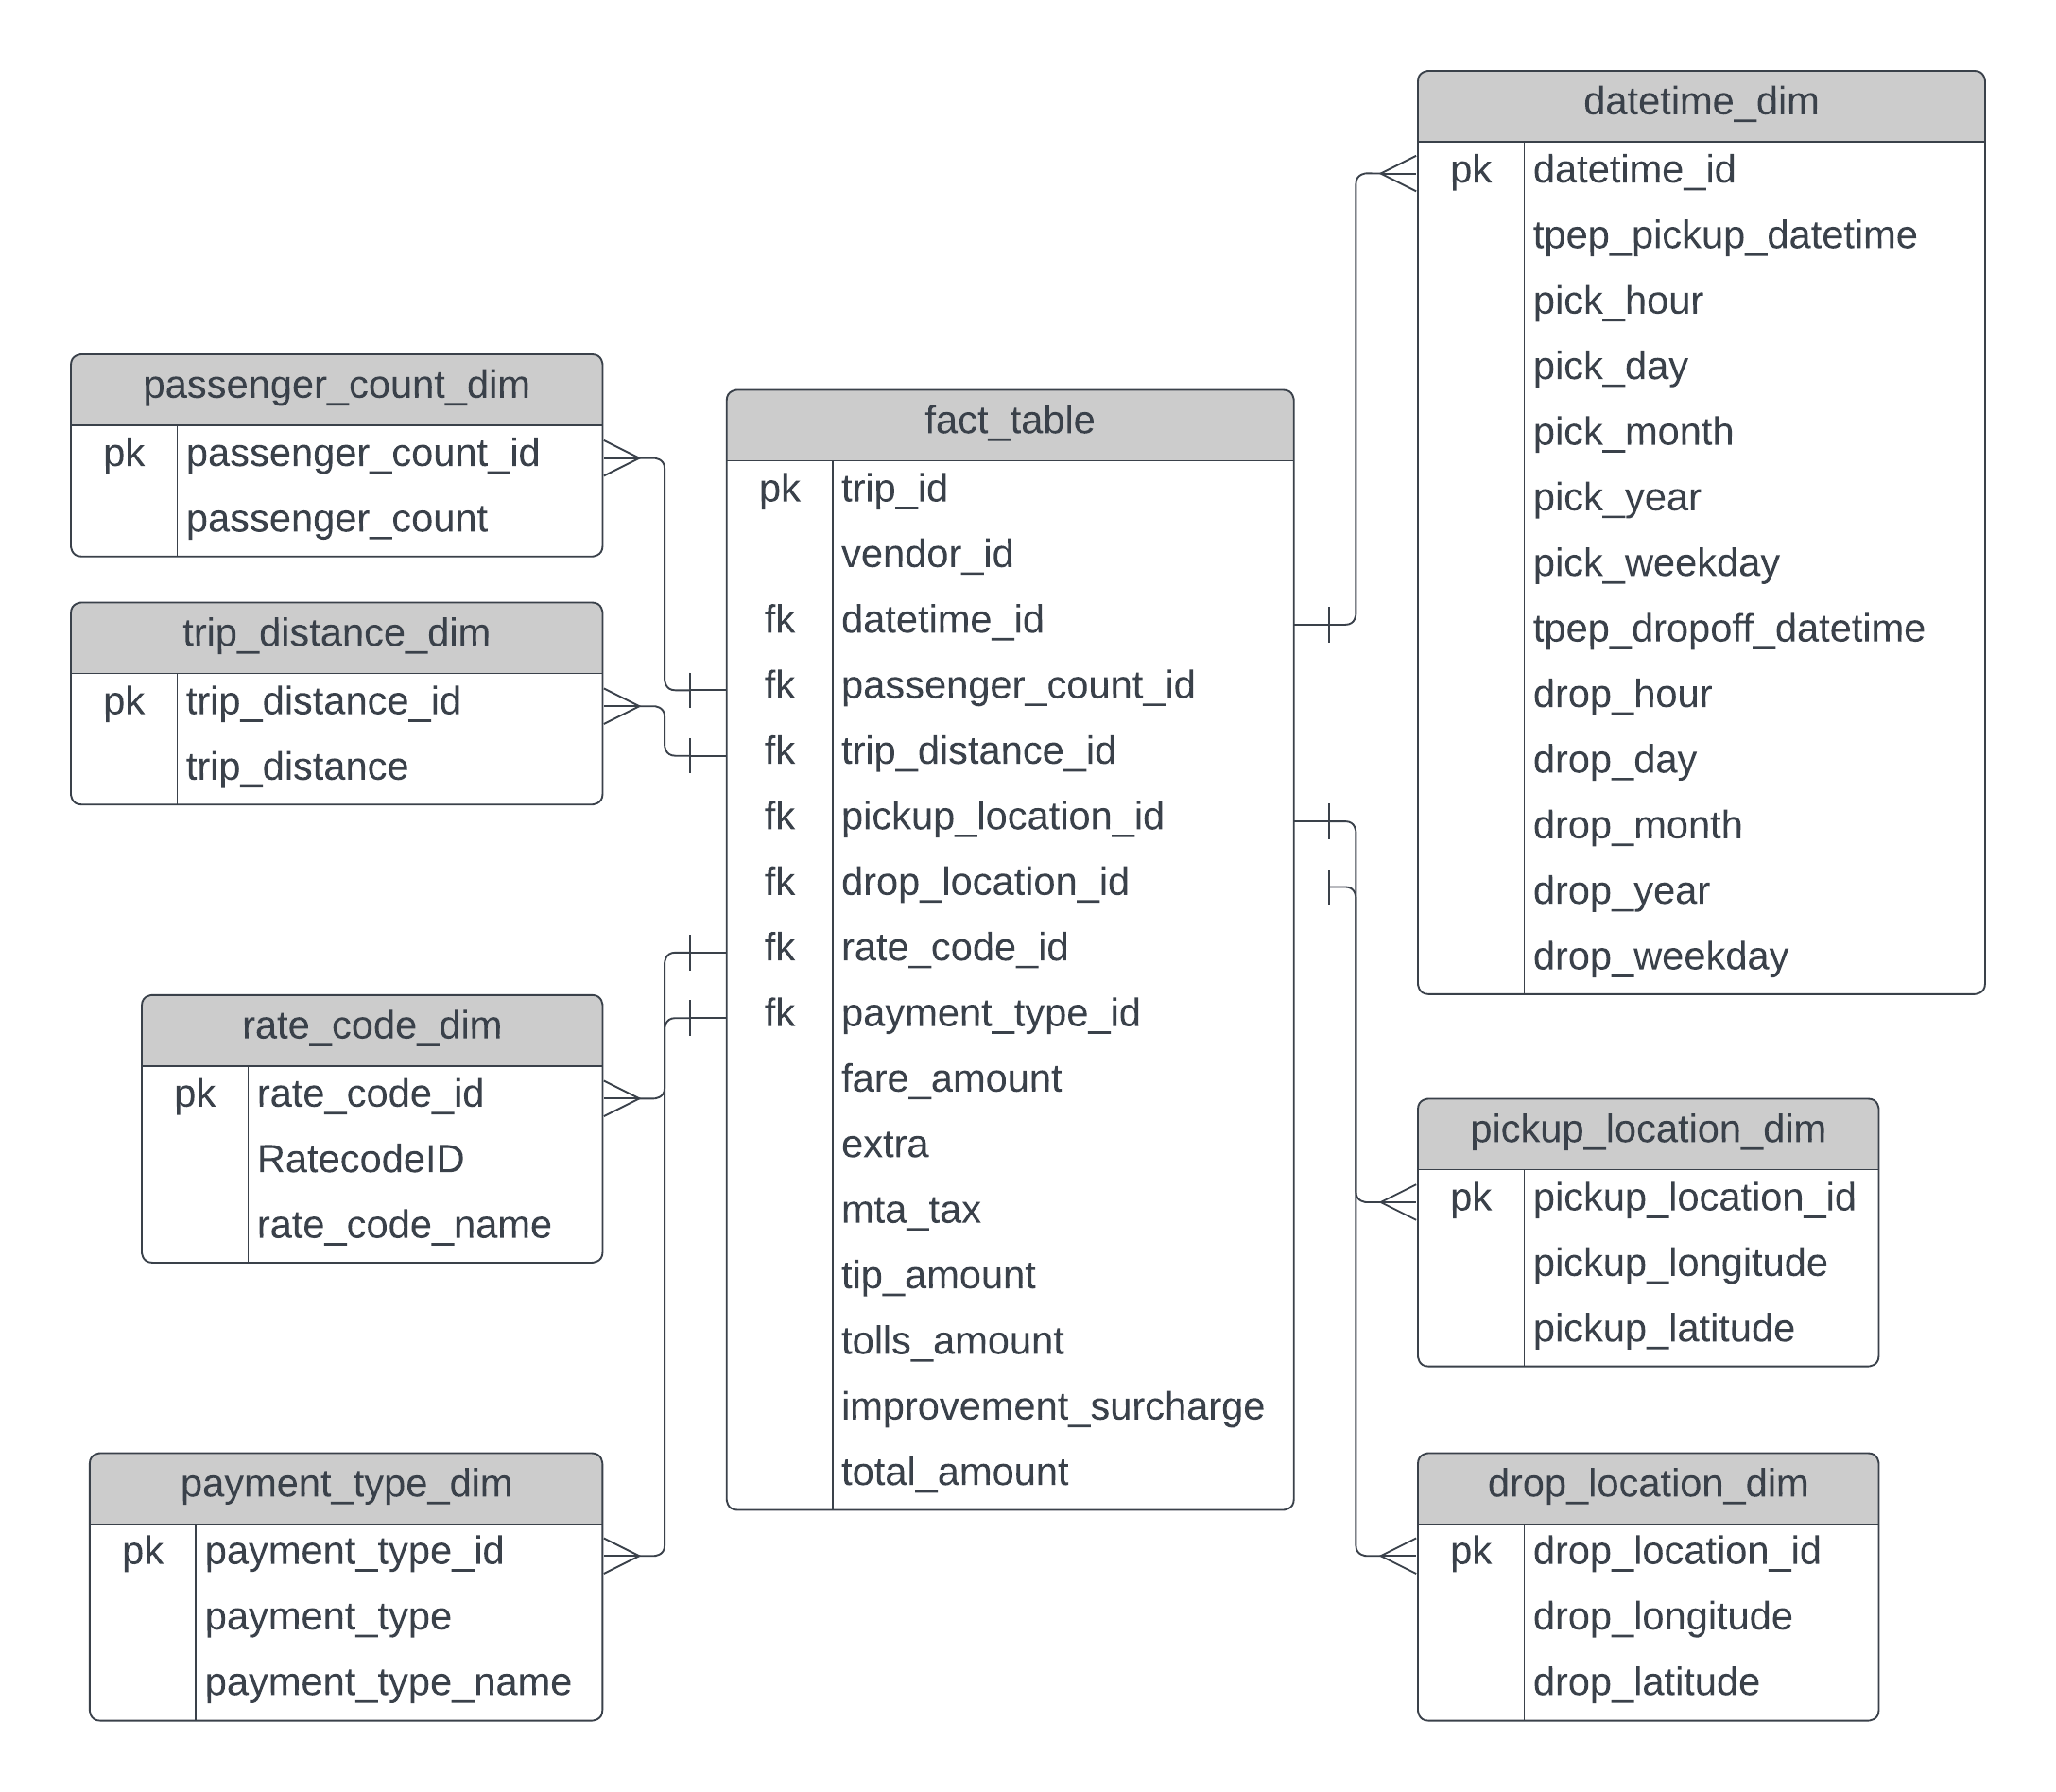 passenger_count_dim
pk passenger_count_id
passenger_count
trip_distance_dim
pk trip_distance_id
trip_distance
rate_code_dim
pk rate_code_id
RatecodeID
rate_code_name
payment_type_dim
pk payment_type_id
payment_type
payment_type_name
fact_table
pk trip_id
vendor_id
fk datetime_id
fk passenger_count_id
fk trip_distance_id
fk pickup_location_id
fk drop_location_id
fk rate_code_id
fk payment_type_id
fare_amount
extra
mta_tax
tip_amount
tolls_amount
improvement_surcharge
total_amount
datetime_dim
pk datetime_id
tpep_pickup_datetime
pick_hour
pick_day
pick_month
pick_year
pick_weekday
tpep_dropoff_datetime
drop_hour
drop_day
drop_month
drop_year
drop_weekday
pickup_location_dim
pk pickup_location_id
pickup_longitude
pickup_latitude
drop_location_dim
pk drop_location_id
drop_longitude
drop_latitude